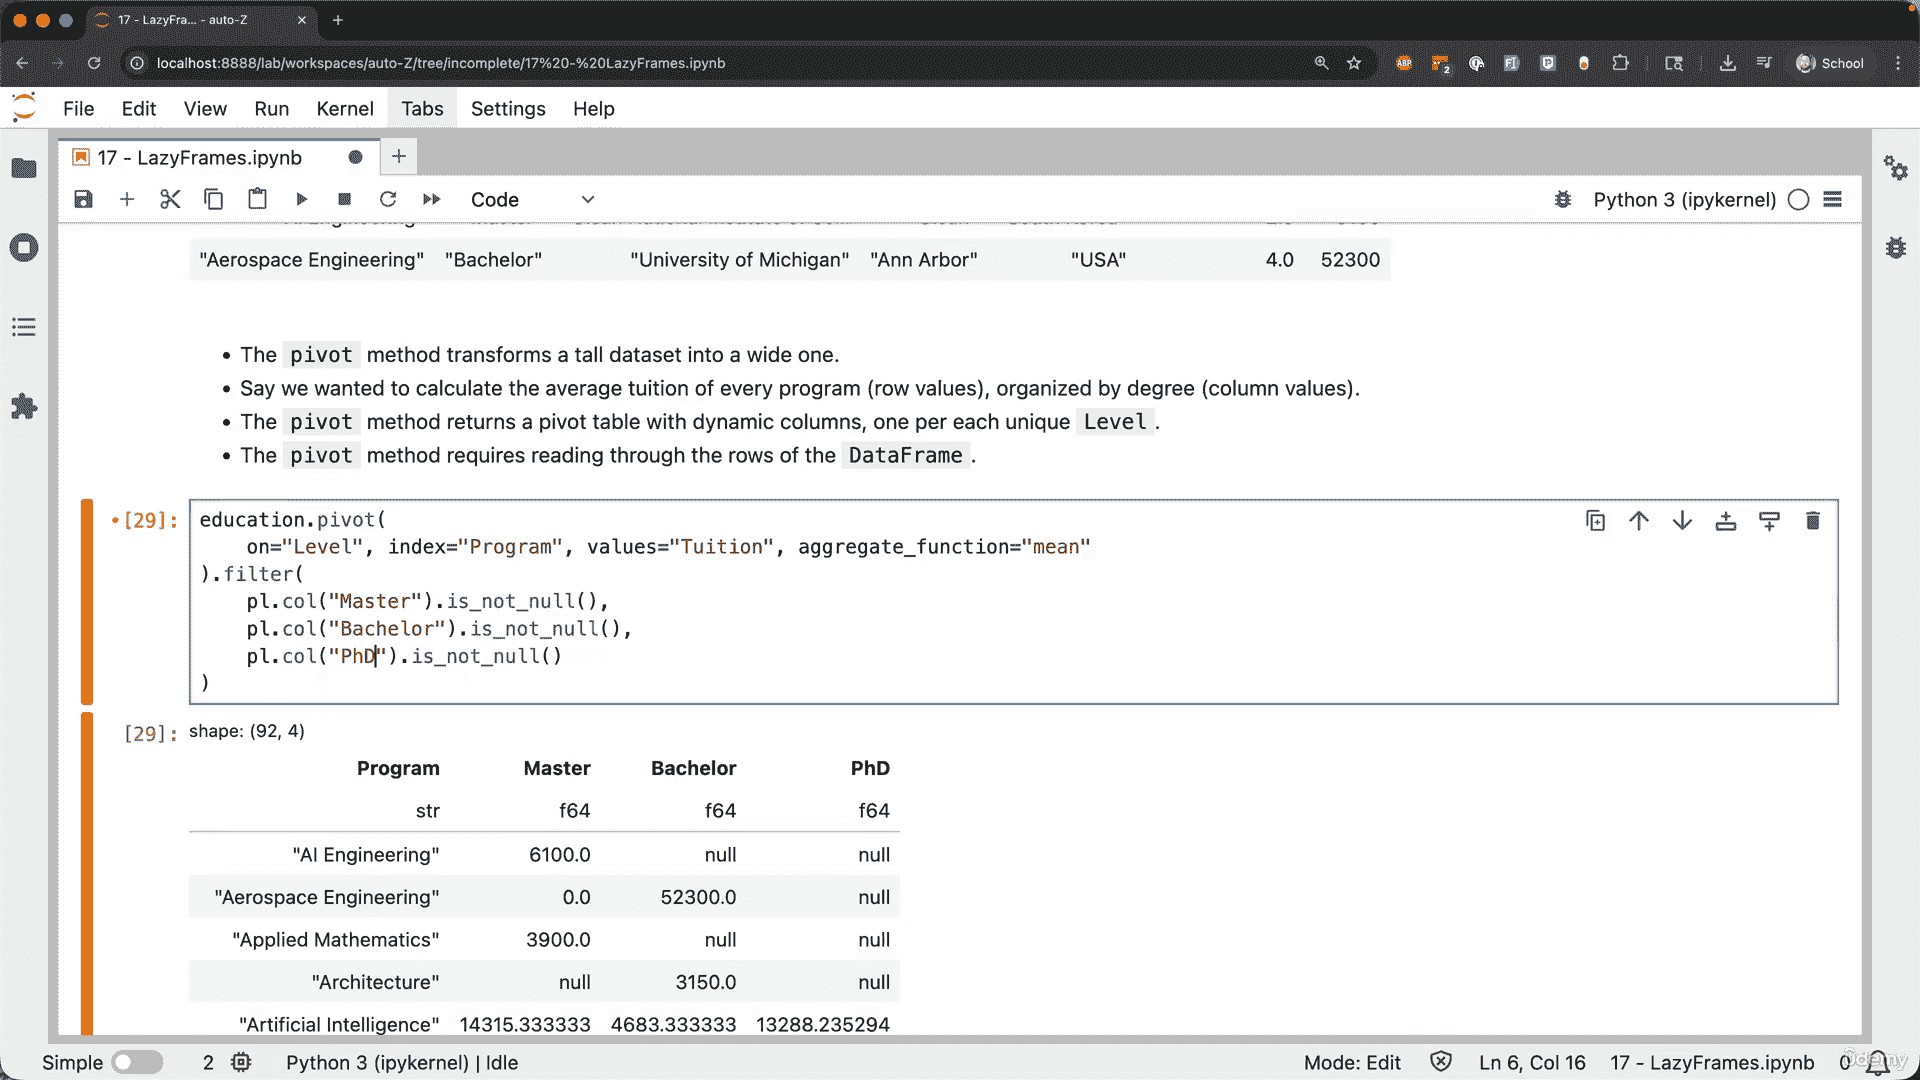 17 - LazyFra... - auto-Z
localhost:8888/lab/workspaces/auto-Z/tree/incomplete/17%20-%20LazyFrames.ipynb
ABP
2
School
File Edit View Run Kernel Tabs Settings Help
17 - LazyFrames.ipynb
Code
Python 3 (ipykernel)
"Aerospace Engineering" "Bachelor" "University of Michigan" "Ann Arbor" "USA" 4.0 52300
• The pivot method transforms a tall dataset into a wide one.
• Say we wanted to calculate the average tuition of every program (row values), organized by degree (column values).
• The pivot method returns a pivot table with dynamic columns, one per each unique Level.
• The pivot method requires reading through the rows of the DataFrame.
[29]: education.pivot(
on="Level", index="Program", values="Tuition", aggregate_function="mean"
).filter(
pl.col("Master").is_not_null(),
pl.col("Bachelor").is_not_null(),
pl.col("PhD").is_not_null()
)
[29]: shape: (92, 4)
Program Master Bachelor PhD
str f64 f64 f64
"AI Engineering" 6100.0 null null
"Aerospace Engineering" 0.0 52300.0 null
"Applied Mathematics" 3900.0 null null
"Architecture" null 3150.0 null
"Artificial Intelligence" 14315.333333 4683.333333 13288.235294
Simple 2 Python 3 (ipykernel) | Idle Mode: Edit Ln 6, Col 16 17 - LazyFrames.ipynb 0
Udemy